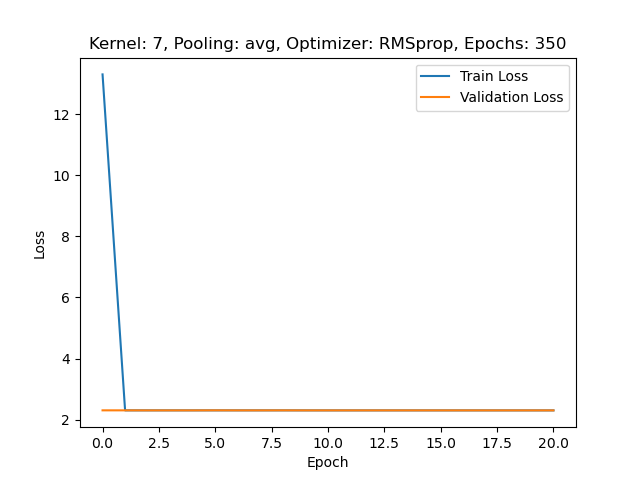 Kernel: 7, Pooling: avg, Optimizer: RMSprop, Epochs: 350
Train Loss
Validation Loss
12
10
8
6
4
2
Loss
0.0 2.5 5.0 7.5 10.0 12.5 15.0 17.5 20.0
Epoch